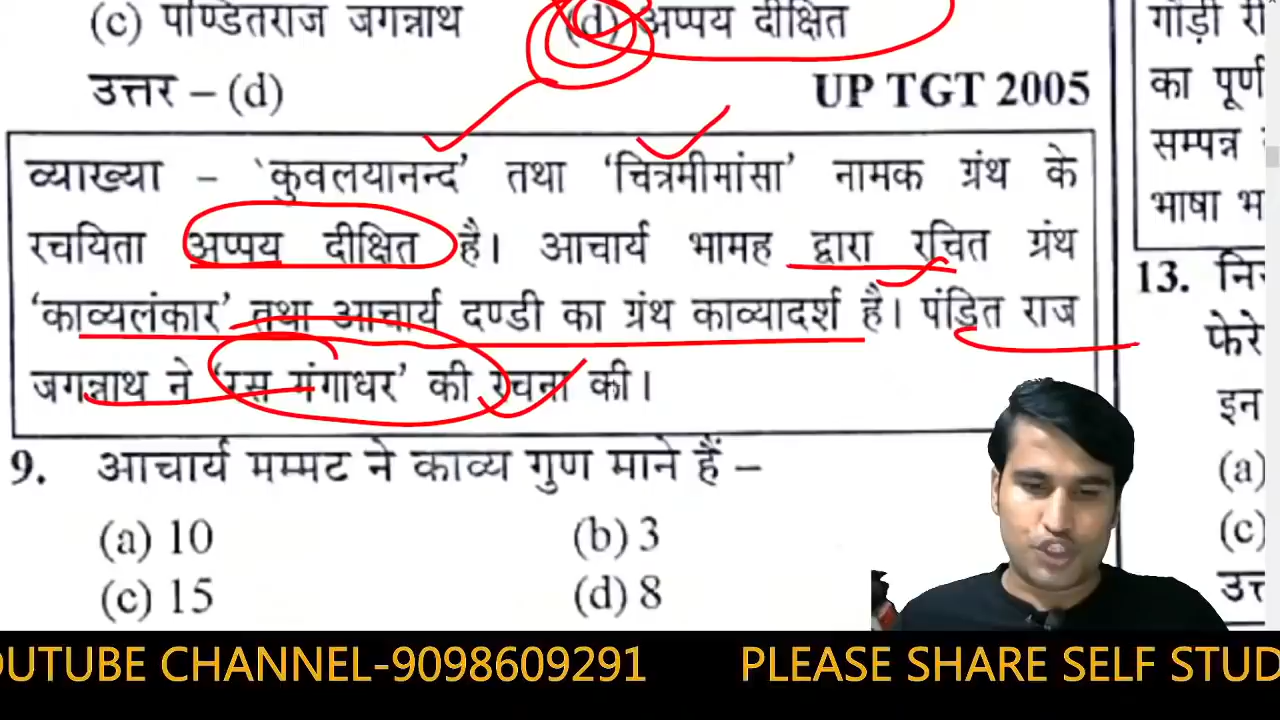 (c) पण्डितराज जगन्नाथ (d) अप्पय दीक्षित
उत्तर – (d) UP TGT 2005
व्याख्या – 'कुवलयानन्द' तथा 'चित्रमीमांसा' नामक ग्रंथ के
रचयिता अप्पय दीक्षित है। आचार्य भामह द्वारा रचित ग्रंथ
'काव्यलंकार' तथा आचार्य दण्डी का ग्रंथ काव्यादर्श है। पंडित राज
जगन्नाथ ने 'रस गंगाधर' की रचना की।
9. आचार्य मम्मट ने काव्य गुण माने हैं –
(a) 10 (b) 3
(c) 15 (d) 8
गौड़ी
का पूर्ण
सम्पन्न
भाषा
13.
फेरे
इन
(a)
(c)
OUTUBE CHANNEL-9098609291 PLEASE SHARE SELF STUD